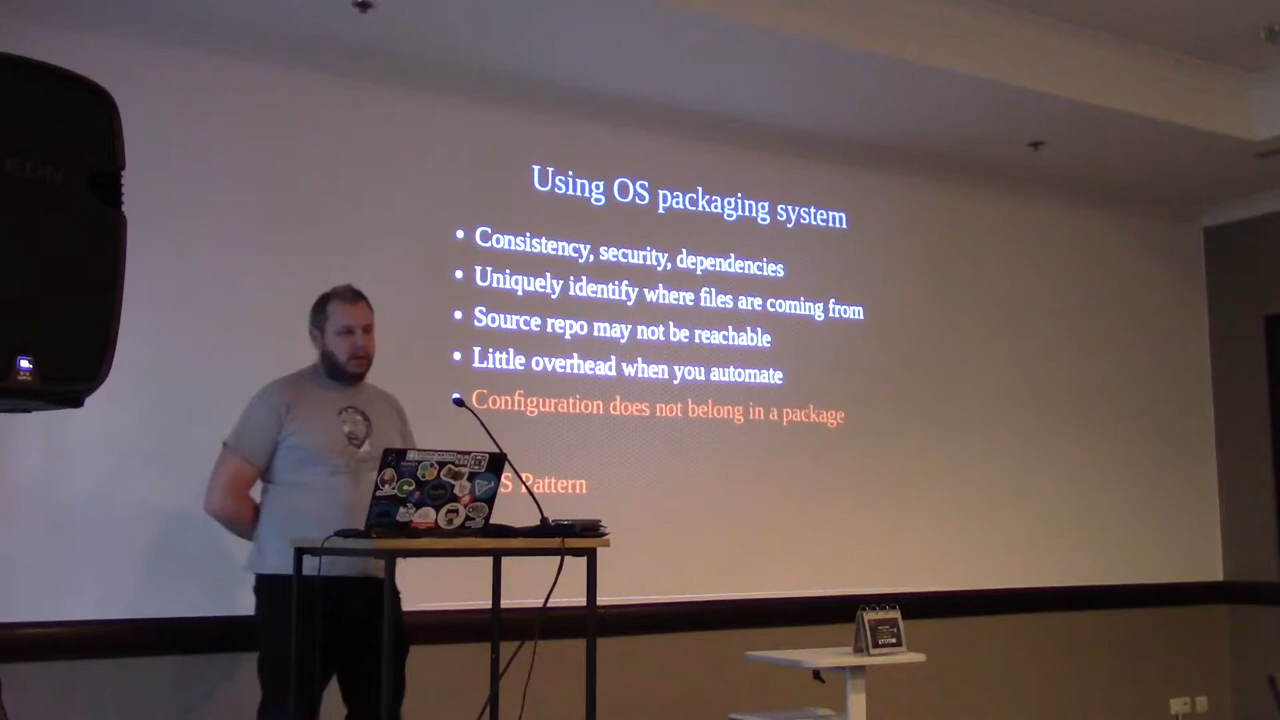 Using OS packaging system
• Consistency, security, dependencies
• Uniquely identify where files are coming from
• Source repo may not be reachable
• Little overhead when you automate
• Configuration does not belong in a package
S Pattern